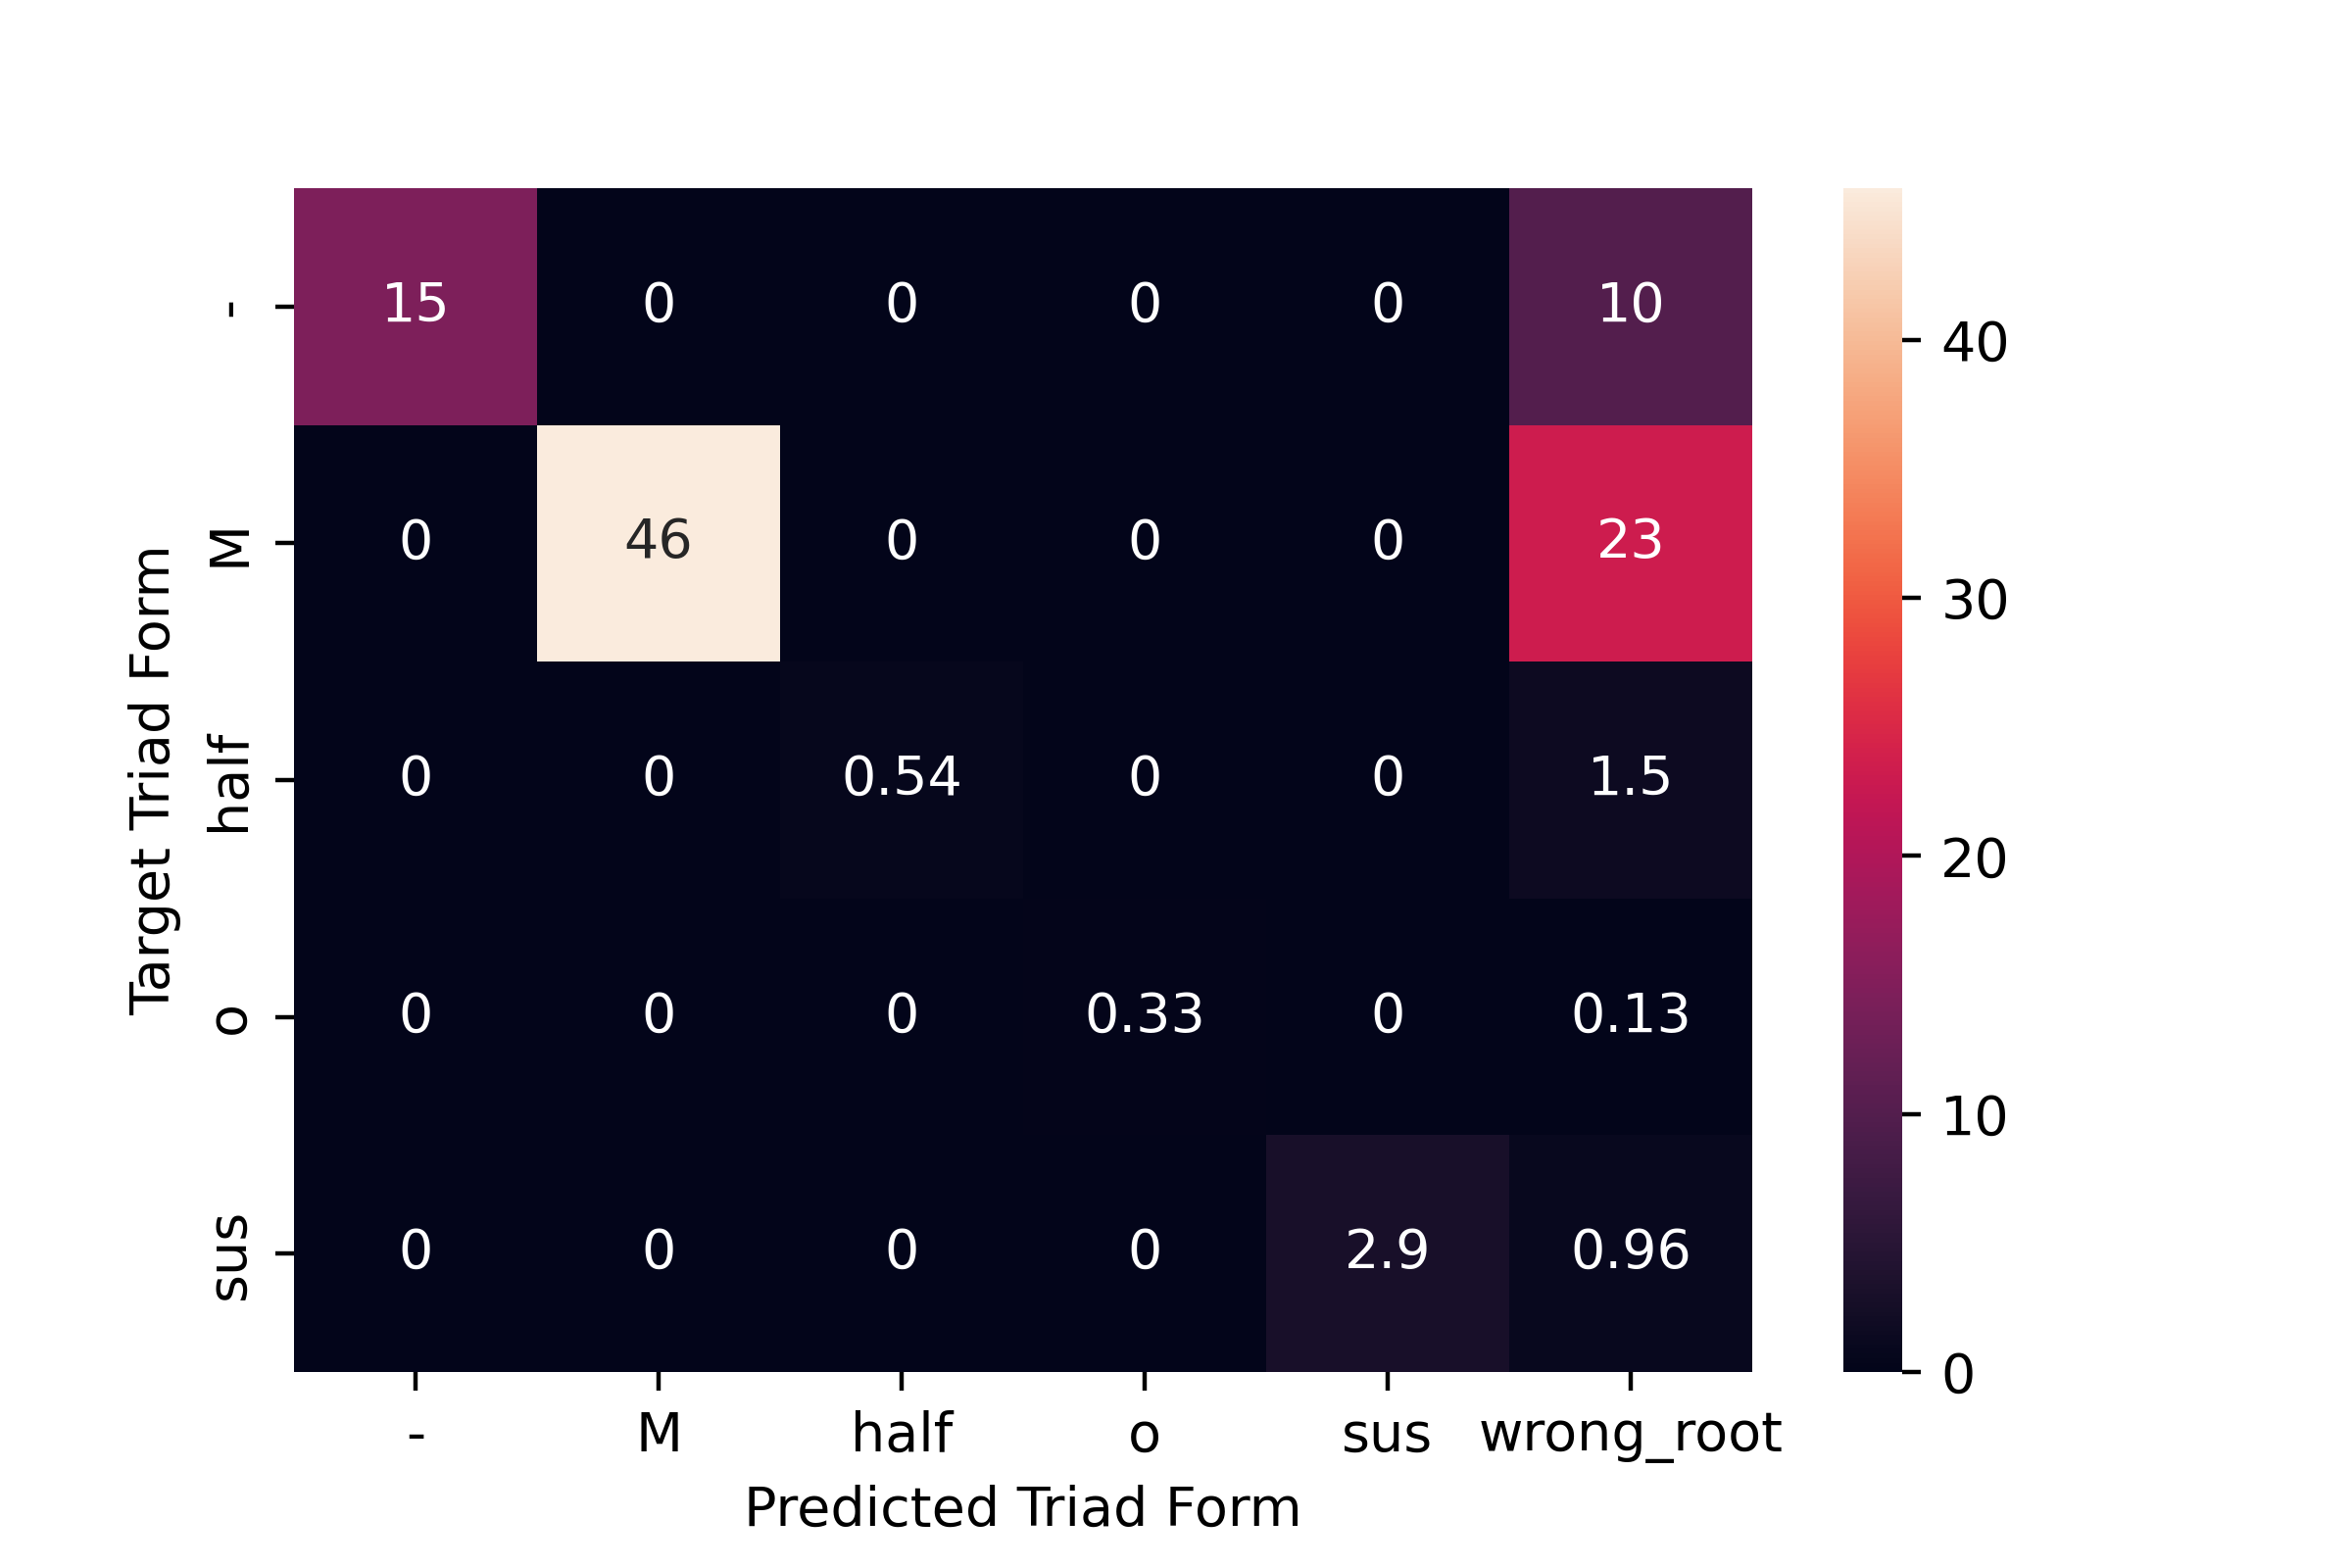 Target Triad Form
- 15 0 0 0 0 10
M 0 46 0 0 0 23
half 0 0 0.54 0 0 1.5
o 0 0 0 0.33 0 0.13
sus 0 0 0 0 2.9 0.96
- M half o sus wrong_root
Predicted Triad Form
40
30
20
10
0